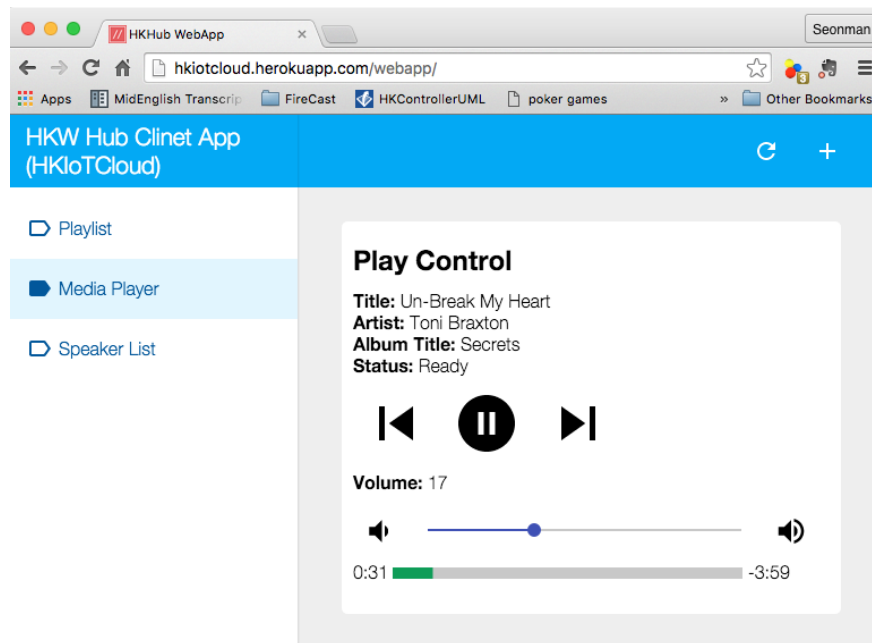 HKHub WebApp
Seonman
hkiotcloud.herokuapp.com/webapp/
3
Apps MidEnglish Transcrip FireCast HKControllerUML poker games » Other Bookmarks
HKW Hub Clinet App
(HKIoTCloud)
Playlist
Media Player
Speaker List
Play Control
Title: Un-Break My Heart
Artist: Toni Braxton
Album Title: Secrets
Status: Ready
Volume: 17
0:31 -3:59